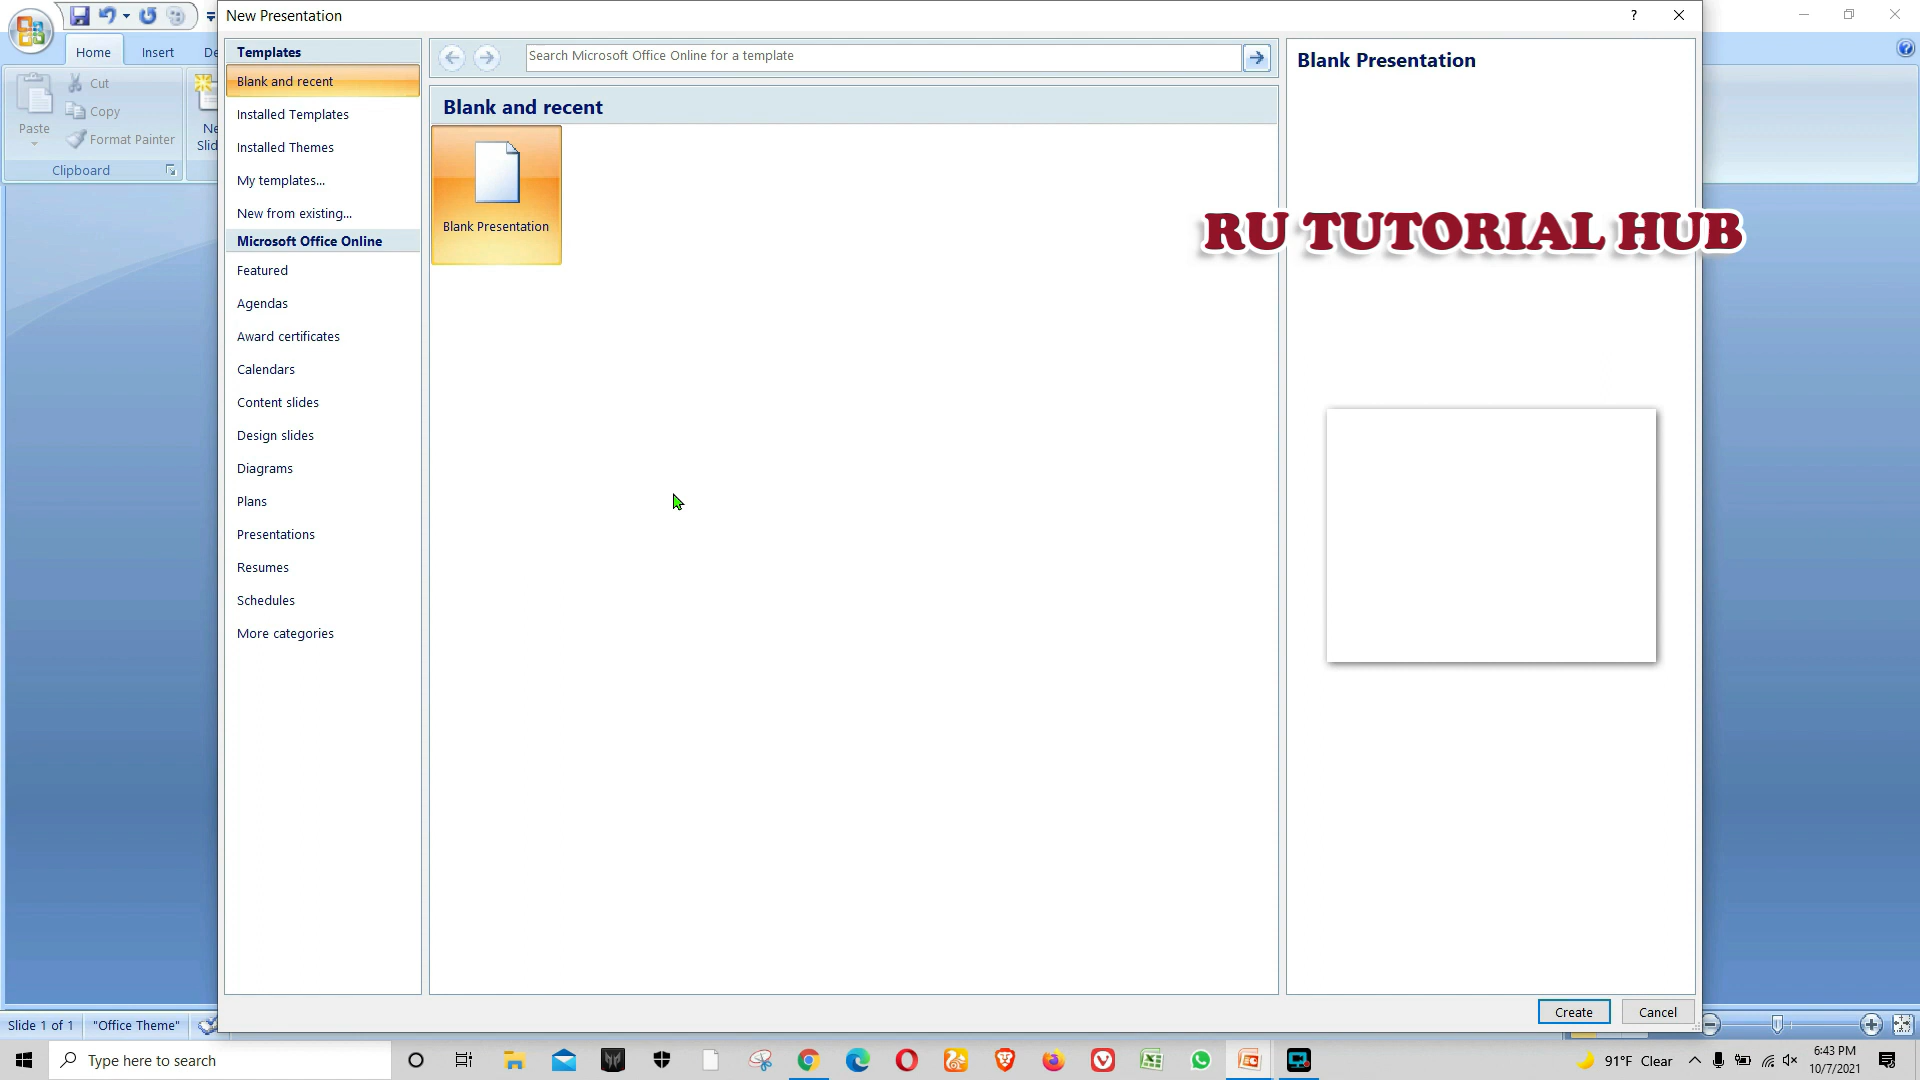 New Presentation
Home
Insert
De
Cut
Copy
Format Painter
Paste
Clipboard
Ne
Slid
Templates
Blank and recent
Installed Templates
Installed Themes
My templates...
New from existing...
Microsoft Office Online
Featured
Agendas
Award certificates
Calendars
Content slides
Design slides
Diagrams
Plans
Presentations
Resumes
Schedules
More categories
Search Microsoft Office Online for a template
Blank and recent
Blank Presentation
Blank Presentation
RU TUTORIAL HUB
Create
Cancel
Slide 1 of 1
"Office Theme"
Type here to search
91°F Clear
6:43 PM
10/7/2021